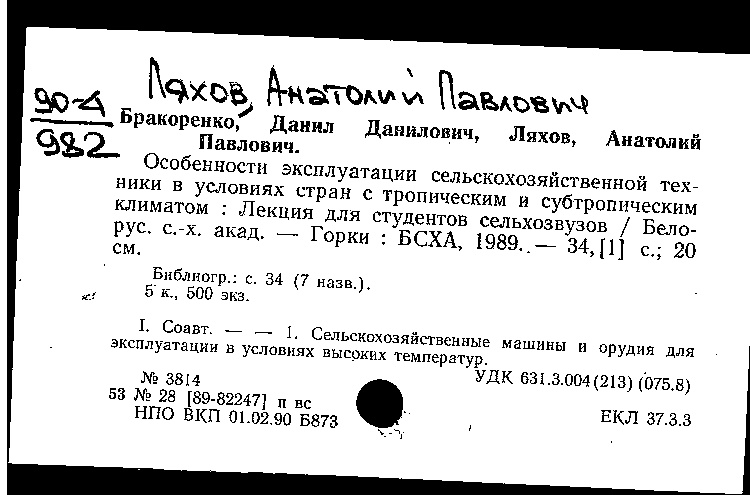 Ляхов, Анатолий Павлович
90-4
982
Бракоренко, Данил Данилович, Ляхов, Анатолий
Павлович.
Особенности эксплуатации сельскохозяйственной тех-
ники в условиях стран с тропическим и субтропическим
климатом : Лекция для студентов сельхозвузов / Бело-
рус. с.-х. акад. — Горки : БСХА, 1989. — 34, [1] с.; 20
см.
Библиогр.: с. 34 (7 назв.).
5 к., 500 экз.
I. Соавт. — — 1. Сельскохозяйственные машины и орудия для
эксплуатации в условиях высоких температур.
№ 3814
УДК 631.3.004(213) (075.8)
53 № 28 [89-82247] п вс
НПО ВКП 01.02.90 Б873
ЕКЛ 37.3.3